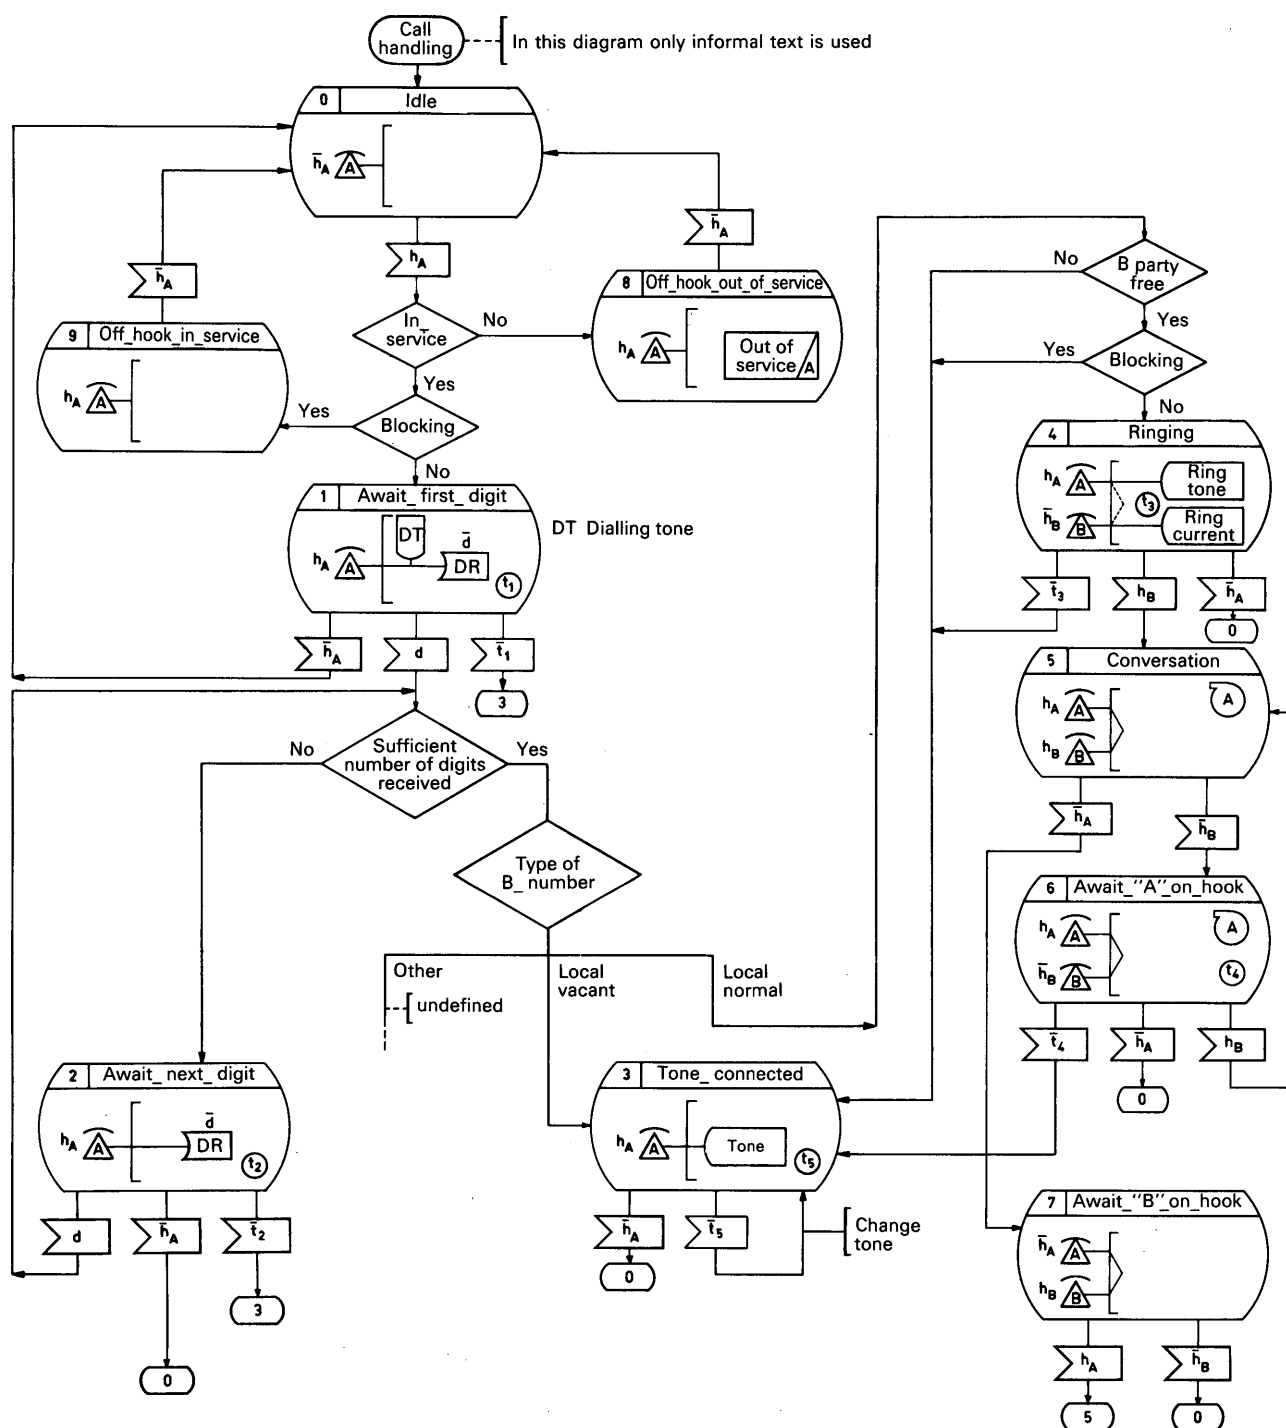 Call
handling
In this diagram only informal text is used
0 Idle
h̄A A
h̄A
hA
h̄A
9 Off_hook_in_service
hA A
In_
service
No
Yes
8 Off_hook_out_of_service
hA A
Out of
service A
Yes
Blocking
No
1 Await_first_digit
DT
d̄
hA A
DR
t1
DT Dialling tone
h̄A
d
t̄1
3
No
Sufficient
number of digits
received
Yes
Type of
B_number
Other
undefined
Local
vacant
Local
normal
2 Await_next_digit
d̄
hA A
DR
t2
d
h̄A
t̄2
3
0
3 Tone_connected
hA A
Tone
t5
h̄A
t̄5
0
Change
tone
No
B party
free
Yes
Yes
Blocking
No
4 Ringing
hA A
Ring
tone
t3
h̄B B
Ring
current
t̄3
hB
h̄A
0
5 Conversation
hA A
A
hB B
h̄A
h̄B
6 Await_"A"_on_hook
hA A
A
h̄B B
t4
t̄4
h̄A
hB
0
7 Await_"B"_on_hook
h̄A A
hB B
hA
h̄B
5
0